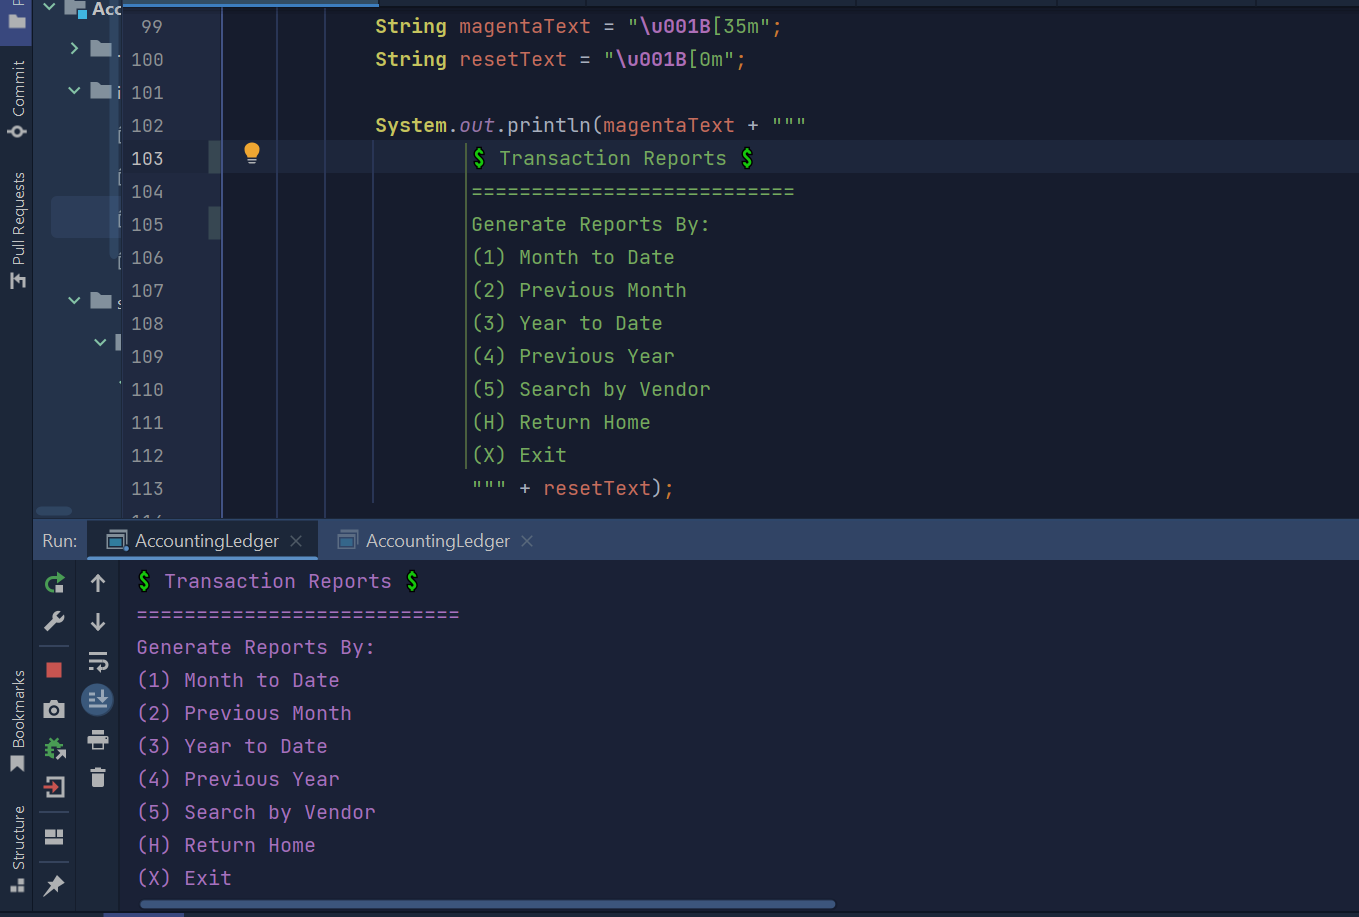 Acc
Commit
Pull Requests
Bookmarks
Structure
99 String magentaText = "\u001B[35m";
100 String resetText = "\u001B[0m";
101
102 System.out.println(magentaText + """
103 💲 Transaction Reports 💲
104 ===========================
105 Generate Reports By:
106 (1) Month to Date
107 (2) Previous Month
108 (3) Year to Date
109 (4) Previous Year
110 (5) Search by Vendor
111 (H) Return Home
112 (X) Exit
113 """ + resetText);
Run: AccountingLedger AccountingLedger
💲 Transaction Reports 💲
===========================
Generate Reports By:
(1) Month to Date
(2) Previous Month
(3) Year to Date
(4) Previous Year
(5) Search by Vendor
(H) Return Home
(X) Exit